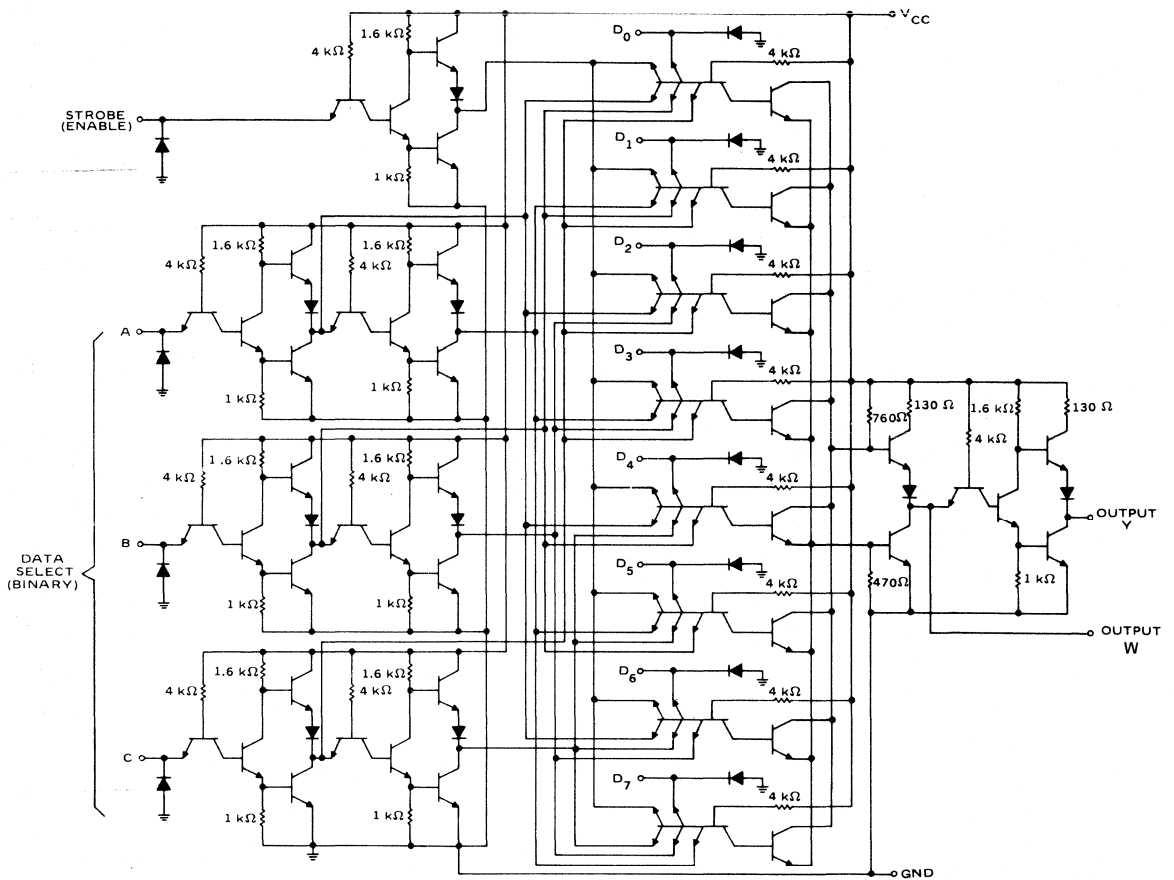 V CC
1.6 kΩ
4 kΩ
STROBE
(ENABLE)
1 kΩ
D0
4 kΩ
D1
4 kΩ
1.6 kΩ
4 kΩ
1.6 kΩ
4 kΩ
A
1 kΩ
1 kΩ
D2
4 kΩ
D3
4 kΩ
1.6 kΩ
4 kΩ
1.6 kΩ
4 kΩ
B
1 kΩ
1 kΩ
DATA
SELECT
(BINARY)
D4
4 kΩ
D5
4 kΩ
760Ω
130 Ω
1.6 kΩ
4 kΩ
130 Ω
OUTPUT
Y
470Ω
1 kΩ
OUTPUT
W
1.6 kΩ
4 kΩ
1.6 kΩ
4 kΩ
C
1 kΩ
1 kΩ
D6
4 kΩ
D7
4 kΩ
GND